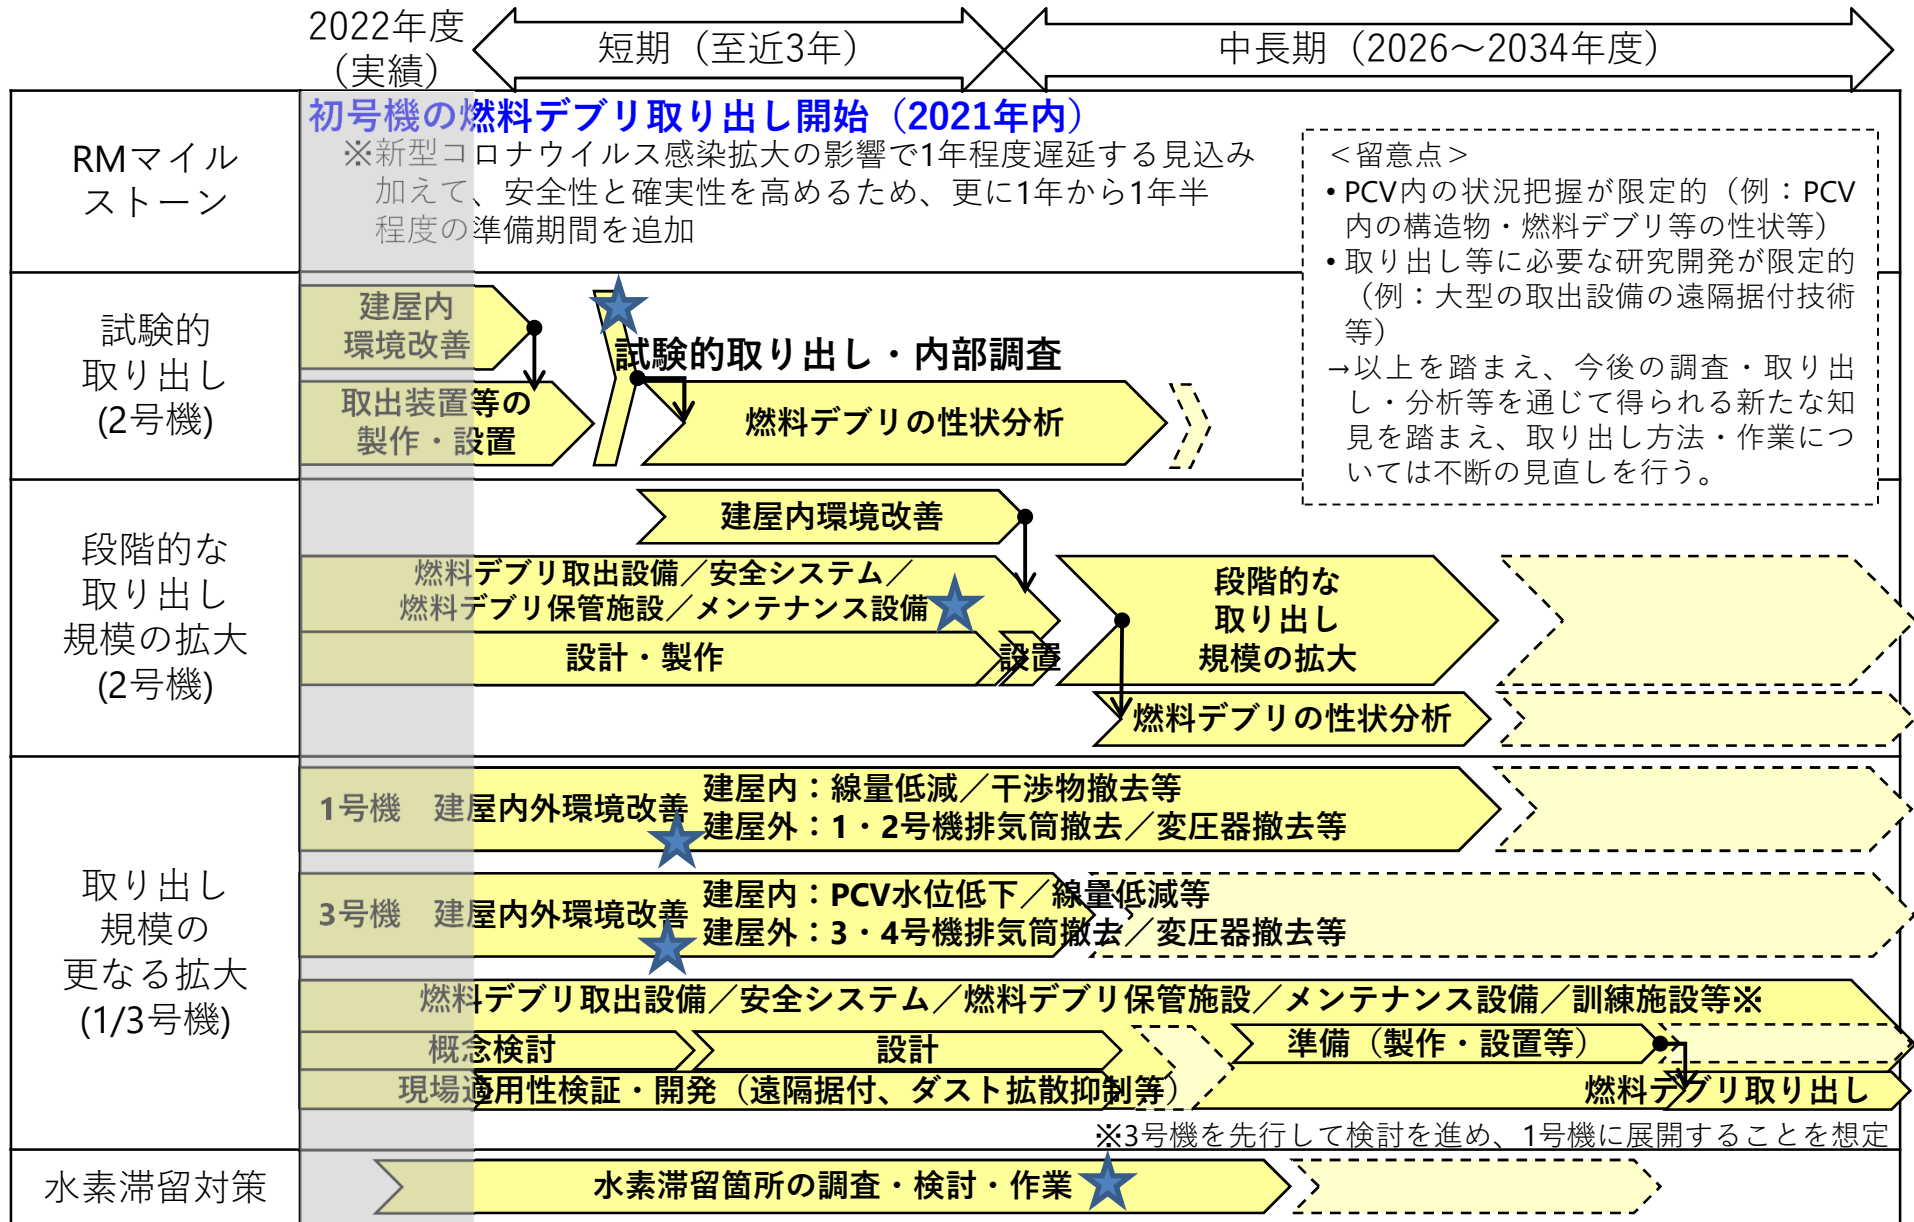 2022年度
(実績)
短期（至近3年）
中長期（2026～2034年度）
RMマイル
ストーン
初号機の燃料デブリ取り出し開始（2021年内）
※新型コロナウイルス感染拡大の影響で1年程度遅延する見込み
加えて、安全性と確実性を高めるため、更に1年から1年半
程度の準備期間を追加
＜留意点＞
• PCV内の状況把握が限定的（例：PCV
内の構造物・燃料デブリ等の性状等）
• 取り出し等に必要な研究開発が限定的
（例：大型の取出設備の遠隔据付技術
等）
→以上を踏まえ、今後の調査・取り出
し・分析等を通じて得られる新たな知
見を踏まえ、取り出し方法・作業につ
いては不断の見直しを行う。
試験的
取り出し
(2号機)
建屋内
環境改善
取出装置等の
製作・設置
試験的取り出し・内部調査
燃料デブリの性状分析
段階的な
取り出し
規模の拡大
(2号機)
建屋内環境改善
燃料デブリ取出設備／安全システム／
燃料デブリ保管施設／メンテナンス設備
設計・製作
設置
段階的な
取り出し
規模の拡大
燃料デブリの性状分析
取り出し
規模の
更なる拡大
(1/3号機)
1号機　建屋内外環境改善
建屋内：線量低減／干渉物撤去等
建屋外：1・2号機排気筒撤去／変圧器撤去等
3号機　建屋内外環境改善
建屋内：PCV水位低下／線量低減等
建屋外：3・4号機排気筒撤去／変圧器撤去等
燃料デブリ取出設備／安全システム／燃料デブリ保管施設／メンテナンス設備／訓練施設等※
概念検討
設計
準備（製作・設置等）
現場適用性検証・開発（遠隔据付、ダスト拡散抑制等）
燃料デブリ取り出し
※3号機を先行して検討を進め、1号機に展開することを想定
水素滞留対策
水素滞留箇所の調査・検討・作業